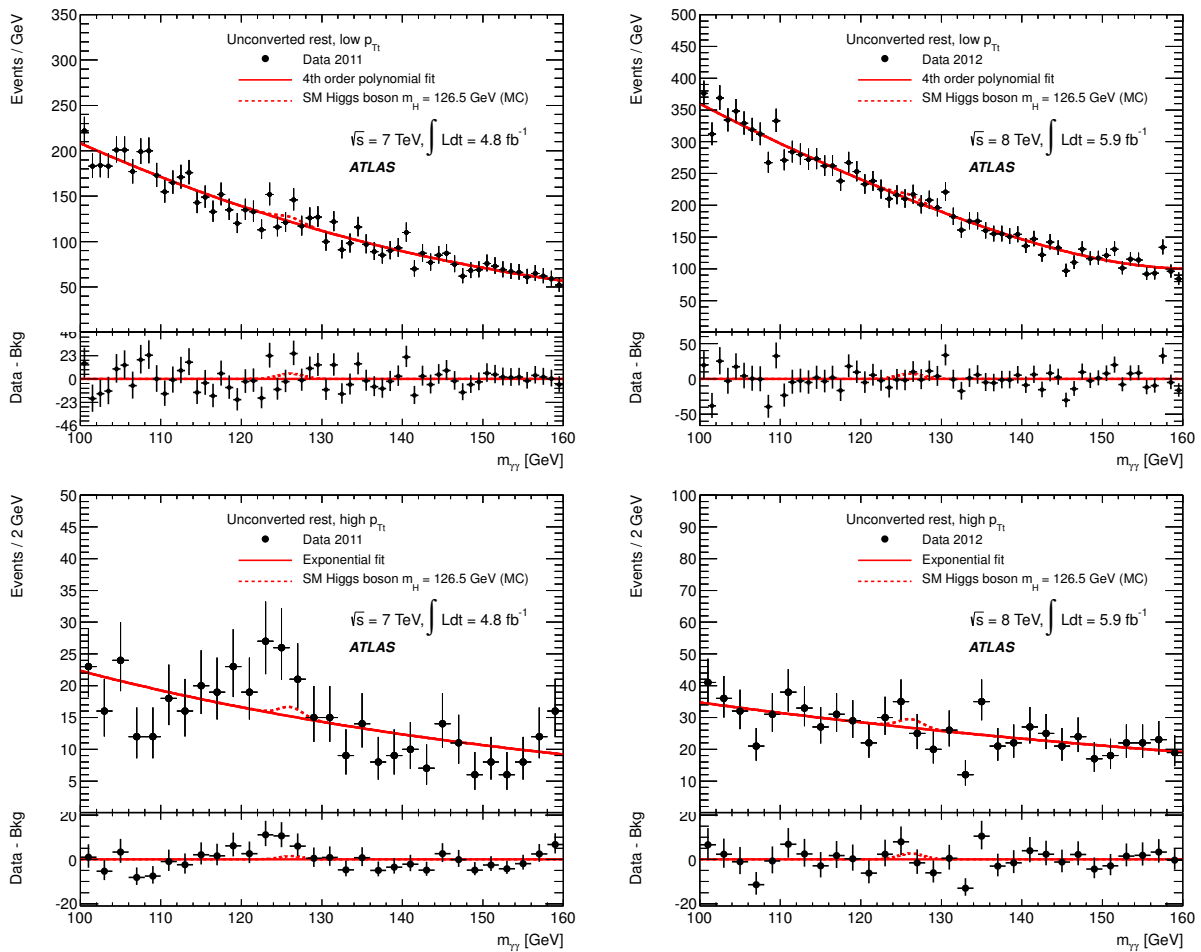 Events / GeV
350
300
250
200
150
100
50
Unconverted rest, low p_Tt
Data 2011
4th order polynomial fit
SM Higgs boson m_H = 126.5 GeV (MC)
√s = 7 TeV, ∫ Ldt = 4.8 fb⁻¹
ATLAS
Data - Bkg
46
23
0
-23
-46
100 110 120 130 140 150 160
m_γγ [GeV]
Events / GeV
500
450
400
350
300
250
200
150
100
50
Unconverted rest, low p_Tt
Data 2012
4th order polynomial fit
SM Higgs boson m_H = 126.5 GeV (MC)
√s = 8 TeV, ∫ Ldt = 5.9 fb⁻¹
ATLAS
Data - Bkg
50
0
-50
100 110 120 130 140 150 160
m_γγ [GeV]
Events / 2 GeV
50
45
40
35
30
25
20
15
10
5
Unconverted rest, high p_Tt
Data 2011
Exponential fit
SM Higgs boson m_H = 126.5 GeV (MC)
√s = 7 TeV, ∫ Ldt = 4.8 fb⁻¹
ATLAS
Data - Bkg
20
0
-20
100 110 120 130 140 150 160
m_γγ [GeV]
Events / 2 GeV
100
90
80
70
60
50
40
30
20
10
Unconverted rest, high p_Tt
Data 2012
Exponential fit
SM Higgs boson m_H = 126.5 GeV (MC)
√s = 8 TeV, ∫ Ldt = 5.9 fb⁻¹
ATLAS
Data - Bkg
20
0
-20
100 110 120 130 140 150 160
m_γγ [GeV]